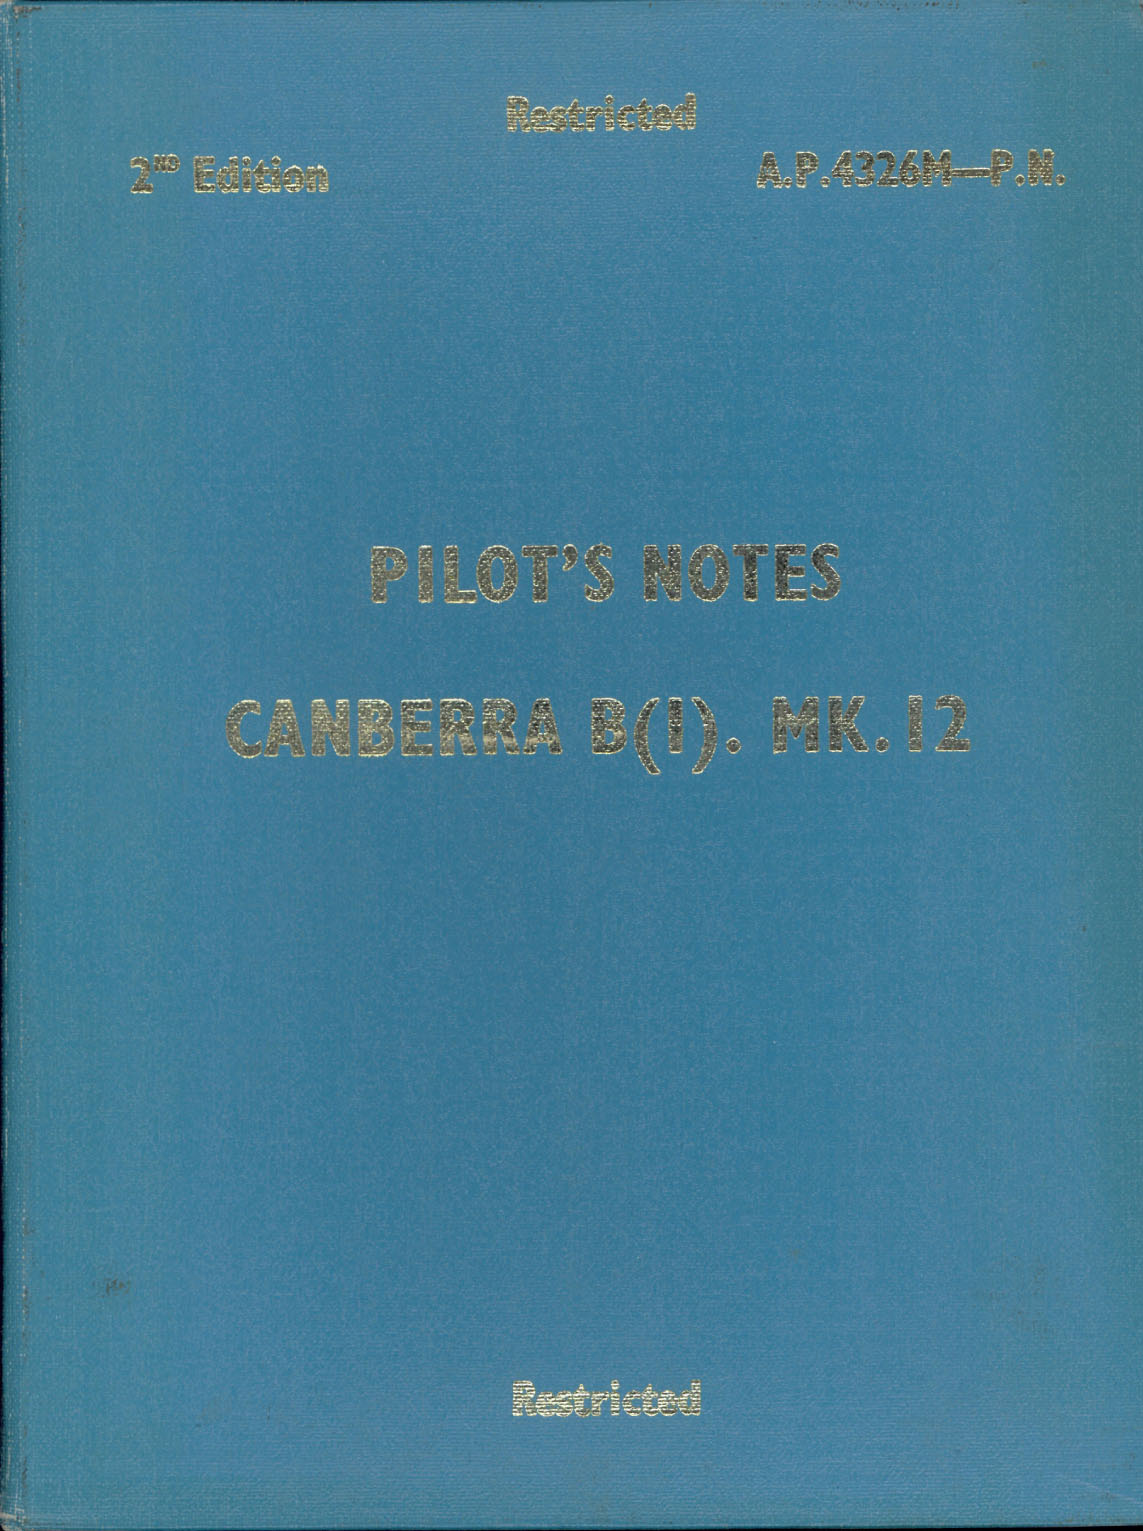 Restricted
2ND Edition
A.P.4326M—P.N.
PILOT'S NOTES
CANBERRA B(I). MK.12
Restricted